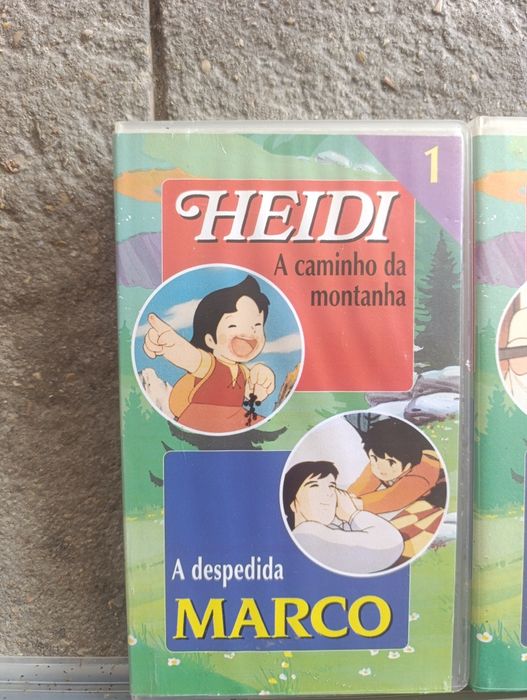 1
HEIDI
A caminho da
montanha
A despedida
MARCO